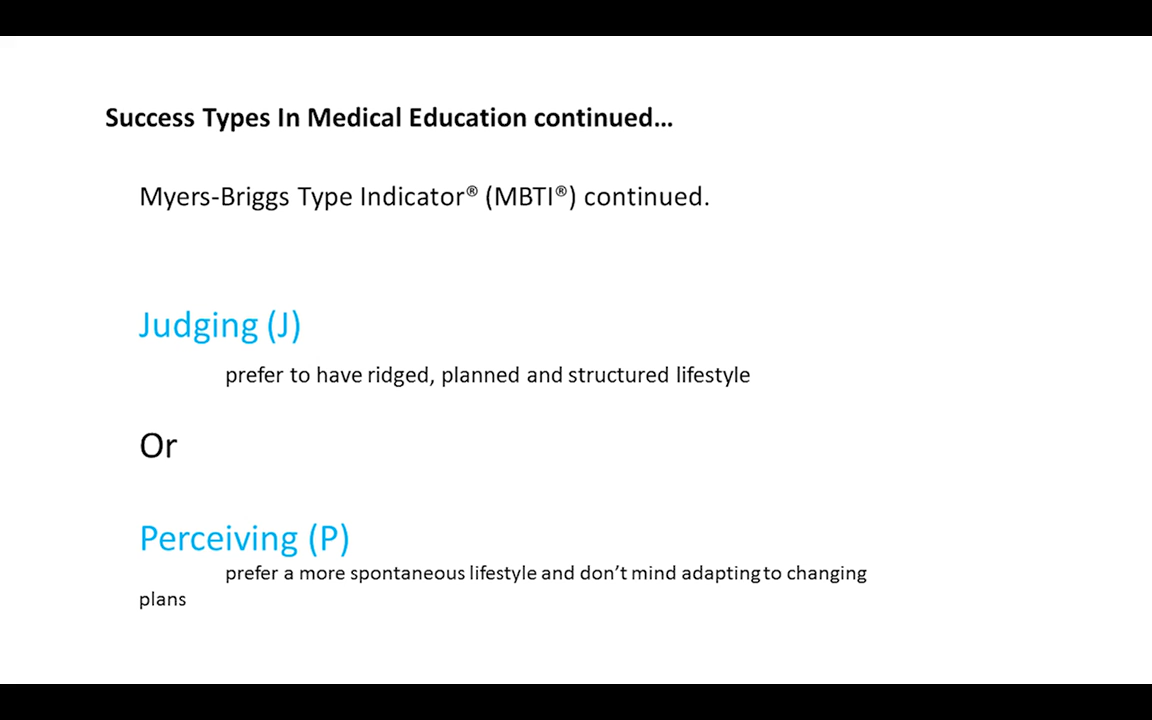 Success Types In Medical Education continued…
Myers-Briggs Type Indicator® (MBTI®) continued.
Judging (J)
prefer to have ridged, planned and structured lifestyle
Or
Perceiving (P)
prefer a more spontaneous lifestyle and don’t mind adapting to changing
plans